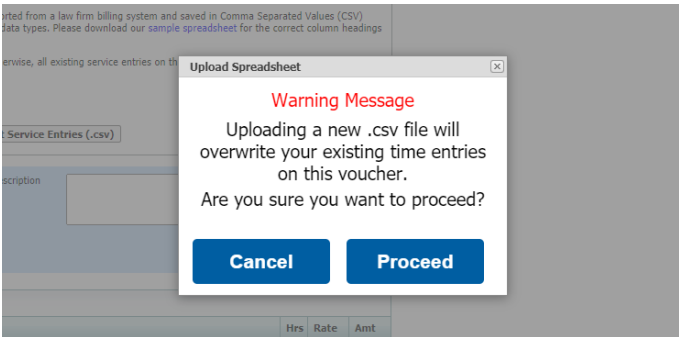 orted from a law firm billing system and saved in Comma Separated Values (CSV)
data types. Please download our sample spreadsheet for the correct column headings
erwise, all existing service entries on th
Upload Spreadsheet
Warning Message
Uploading a new .csv file will
overwrite your existing time entries
on this voucher.
Are you sure you want to proceed?
Cancel Proceed
t Service Entries (.csv)
scription
Hrs Rate Amt